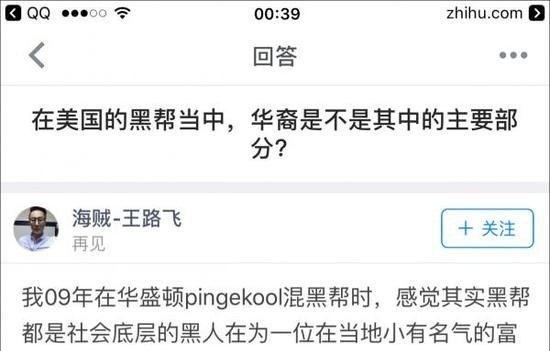 QQ 00:39 zhihu.com
回答
在美国的黑帮当中，华裔是不是其中的主要部
分？
海贼-王路飞
再见
+ 关注
我09年在华盛顿pingekool混黑帮时，感觉其实黑帮
都是社会底层的黑人在为一位在当地小有名气的富